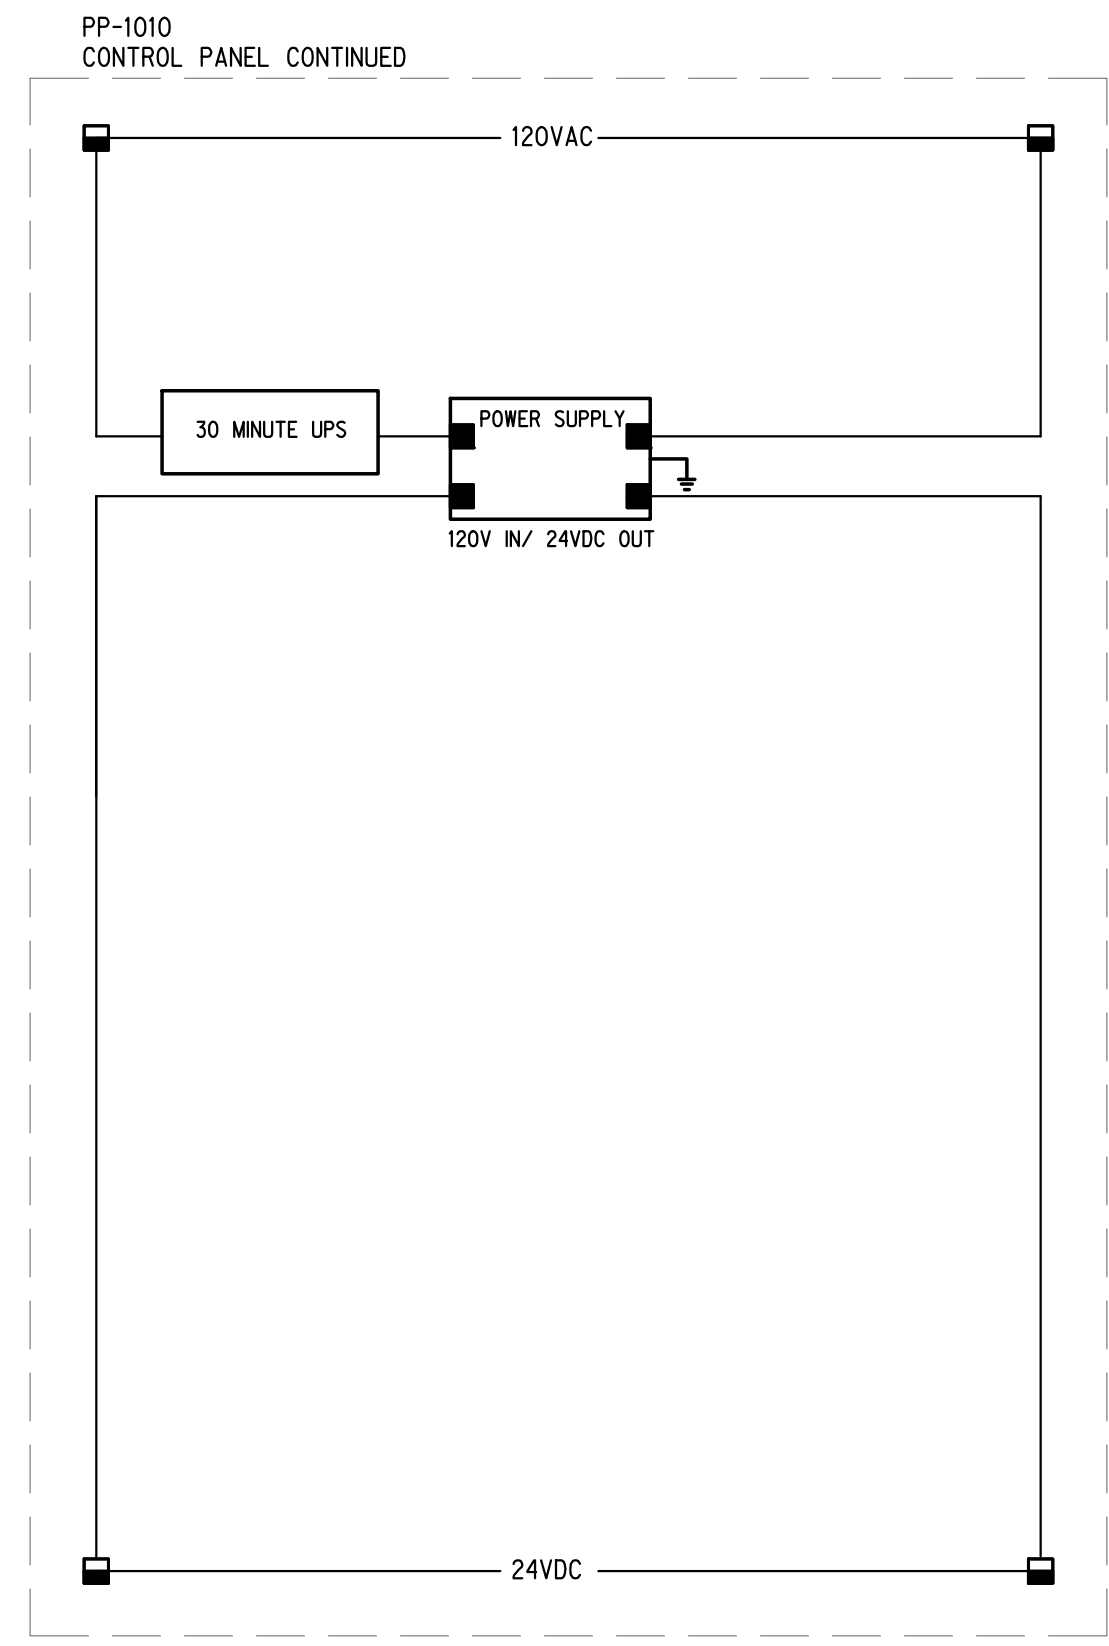 PP-1010
CONTROL PANEL CONTINUED
120VAC
30 MINUTE UPS
POWER SUPPLY
120V IN/ 24VDC OUT
24VDC